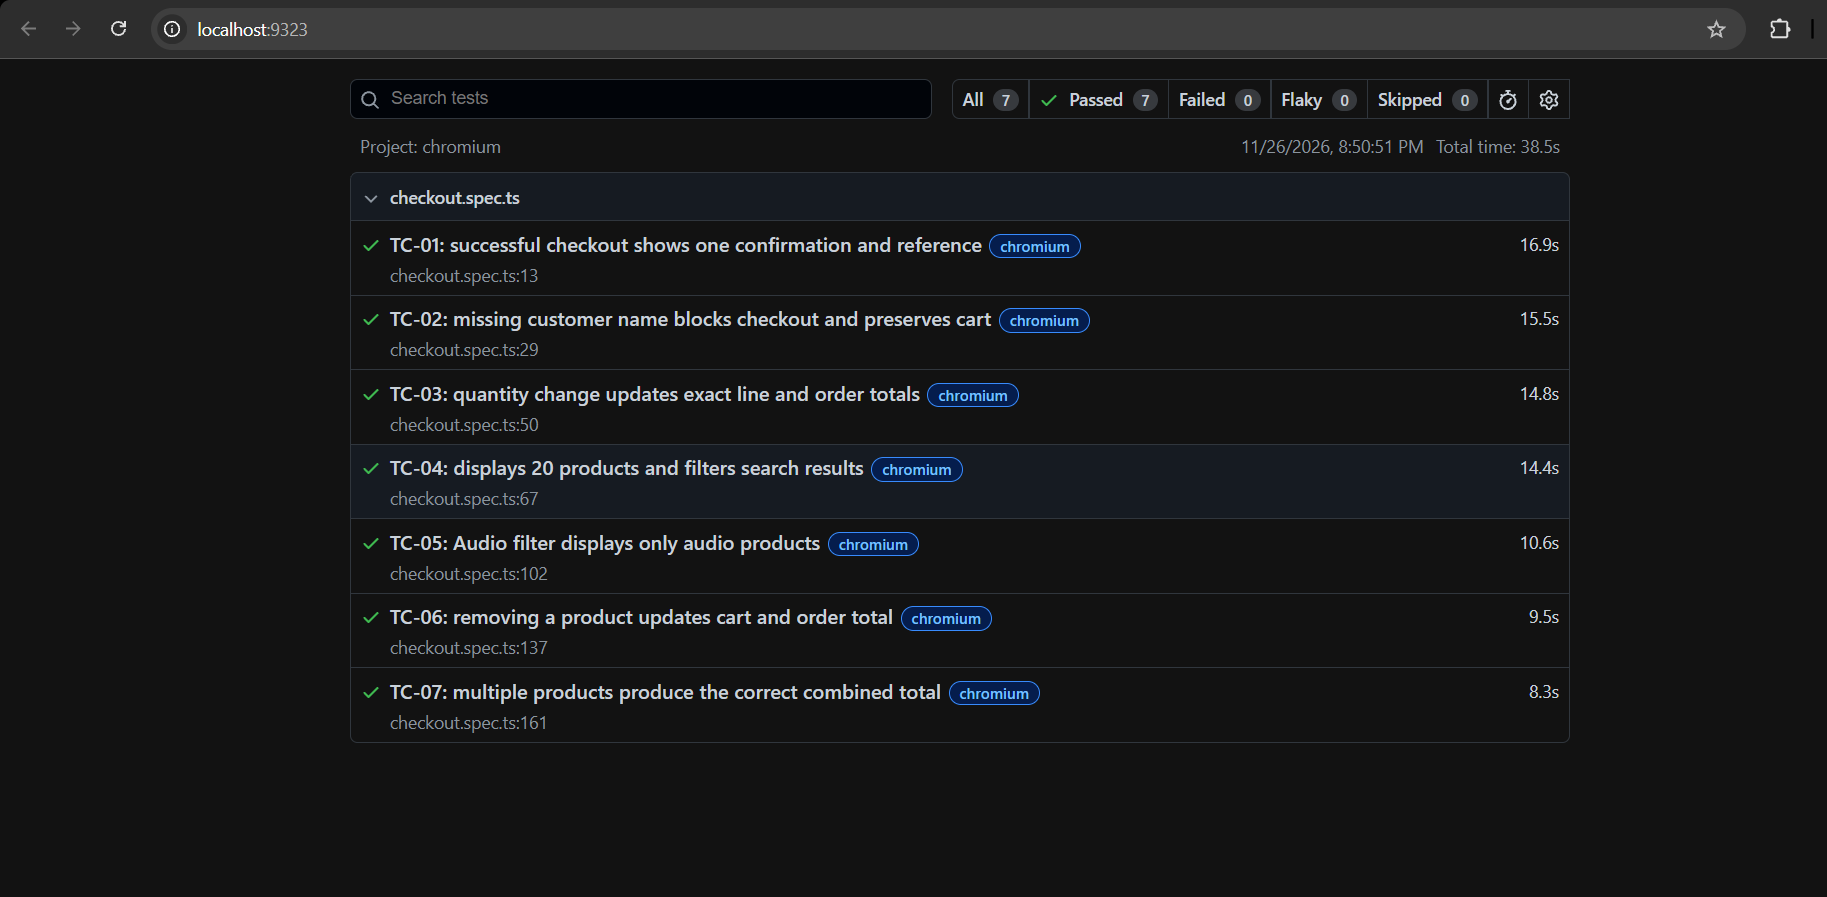 localhost:9323
Search tests
All 7 Passed 7 Failed 0 Flaky 0 Skipped 0
Project: chromium 11/26/2026, 8:50:51 PM Total time: 38.5s
checkout.spec.ts
TC-01: successful checkout shows one confirmation and reference chromium 16.9s
checkout.spec.ts:13
TC-02: missing customer name blocks checkout and preserves cart chromium 15.5s
checkout.spec.ts:29
TC-03: quantity change updates exact line and order totals chromium 14.8s
checkout.spec.ts:50
TC-04: displays 20 products and filters search results chromium 14.4s
checkout.spec.ts:67
TC-05: Audio filter displays only audio products chromium 10.6s
checkout.spec.ts:102
TC-06: removing a product updates cart and order total chromium 9.5s
checkout.spec.ts:137
TC-07: multiple products produce the correct combined total chromium 8.3s
checkout.spec.ts:161